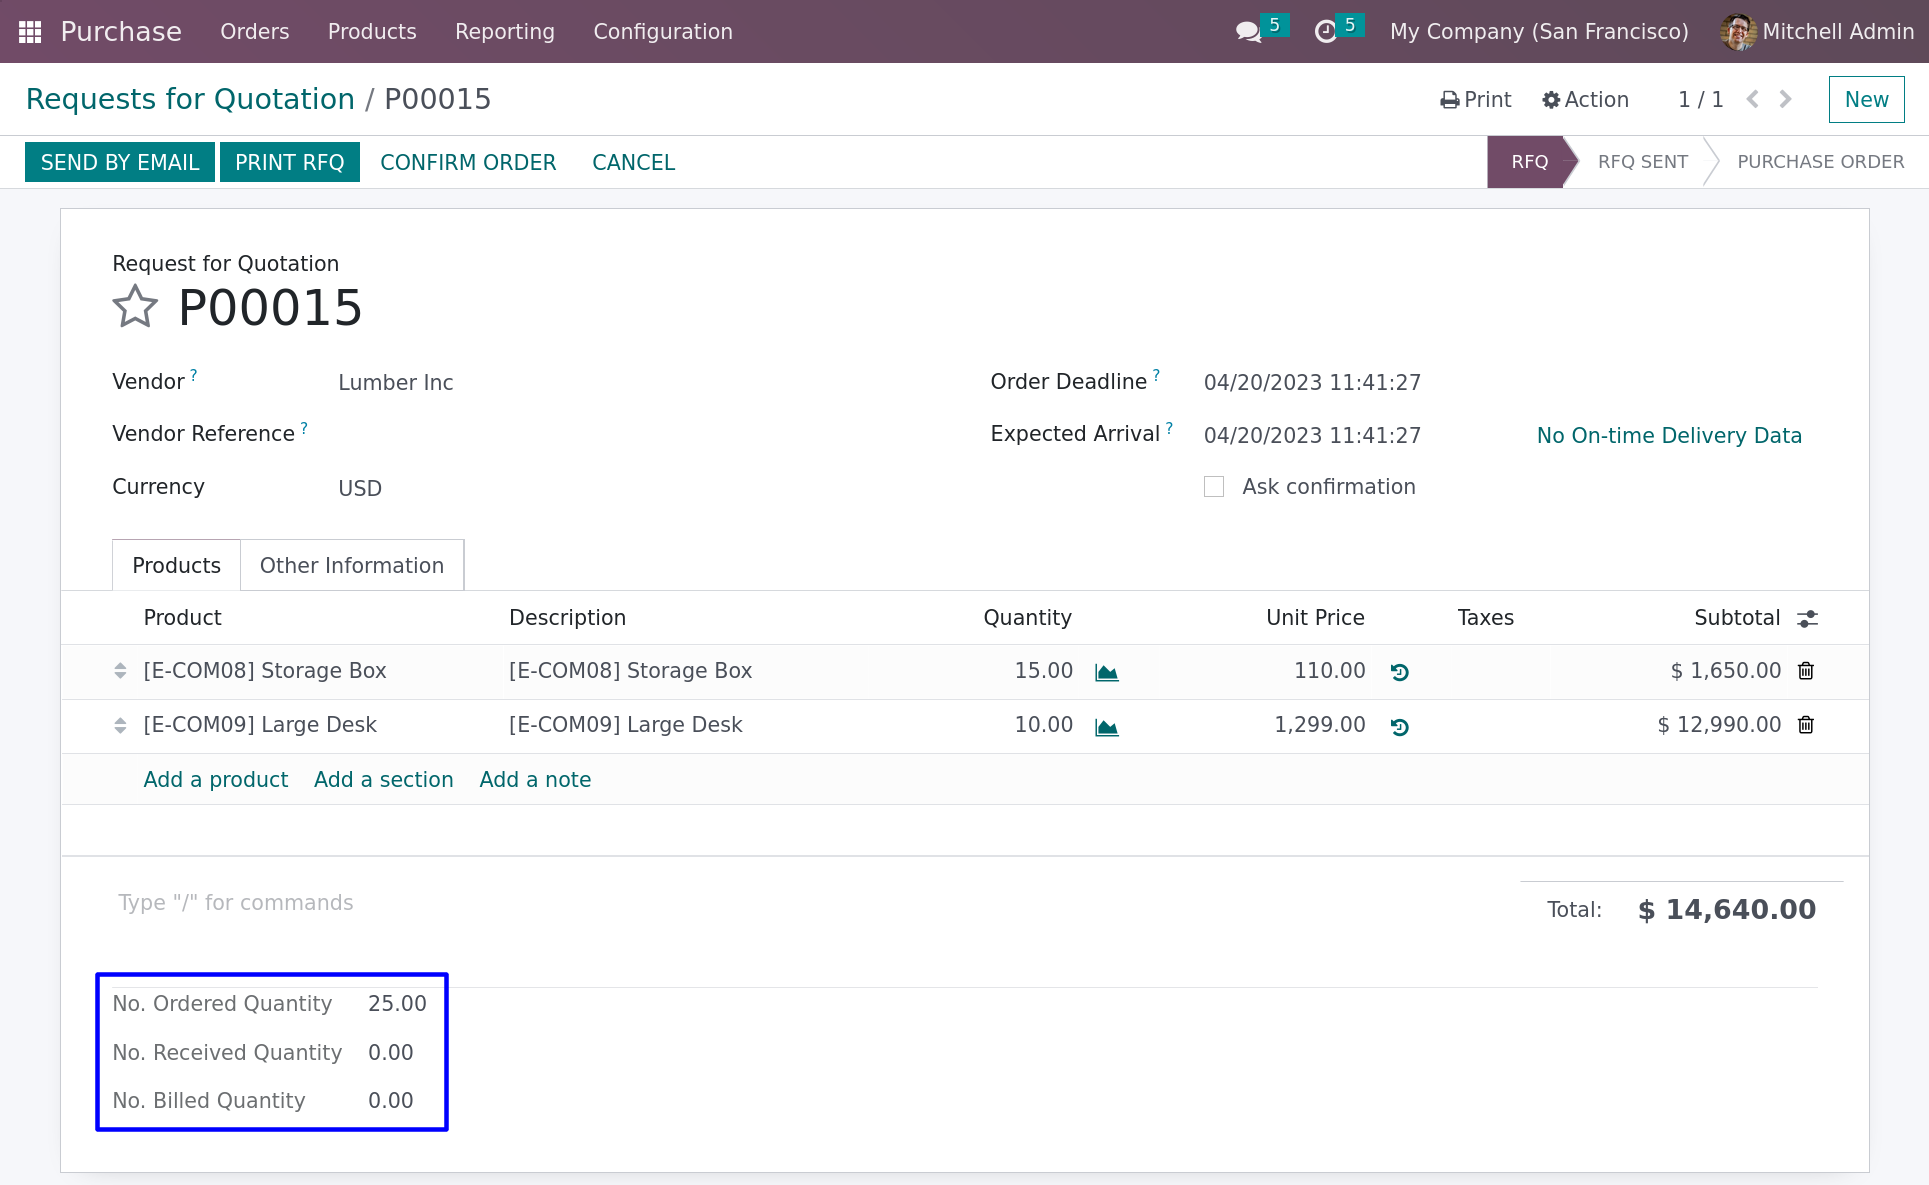 Purchase Orders Products Reporting Configuration 5 5 My Company (San Francisco) Mitchell Admin
Requests for Quotation / P00015 Print Action 1 / 1 New
SEND BY EMAIL PRINT RFQ CONFIRM ORDER CANCEL RFQ RFQ SENT PURCHASE ORDER
Request for Quotation
P00015
Vendor ? Lumber Inc Order Deadline ? 04/20/2023 11:41:27
Vendor Reference ? Expected Arrival ? 04/20/2023 11:41:27 No On-time Delivery Data
Currency USD Ask confirmation
Products Other Information
Product Description Quantity Unit Price Taxes Subtotal
[E-COM08] Storage Box [E-COM08] Storage Box 15.00 110.00 $ 1,650.00
[E-COM09] Large Desk [E-COM09] Large Desk 10.00 1,299.00 $ 12,990.00
Add a product Add a section Add a note
Type "/" for commands Total: $ 14,640.00
No. Ordered Quantity 25.00
No. Received Quantity 0.00
No. Billed Quantity 0.00